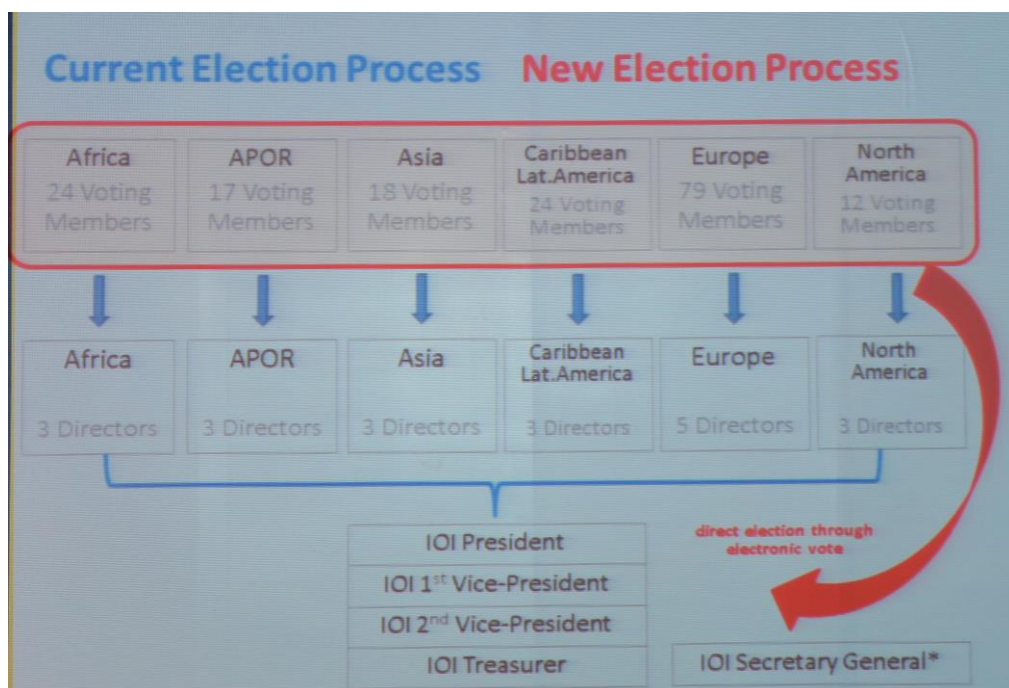 Current Election Process New Election Process
Africa
24 Voting
Members
APOR
17 Voting
Members
Asia
18 Voting
Members
Caribbean
Lat.America
24 Voting
Members
Europe
79 Voting
Members
North
America
12 Voting
Members
Africa
3 Directors
APOR
3 Directors
Asia
3 Directors
Caribbean
Lat.America
3 Directors
Europe
5 Directors
North
America
3 Directors
IOI President
IOI 1st Vice-President
IOI 2nd Vice-President
IOI Treasurer
direct election through
electronic vote
IOI Secretary General*